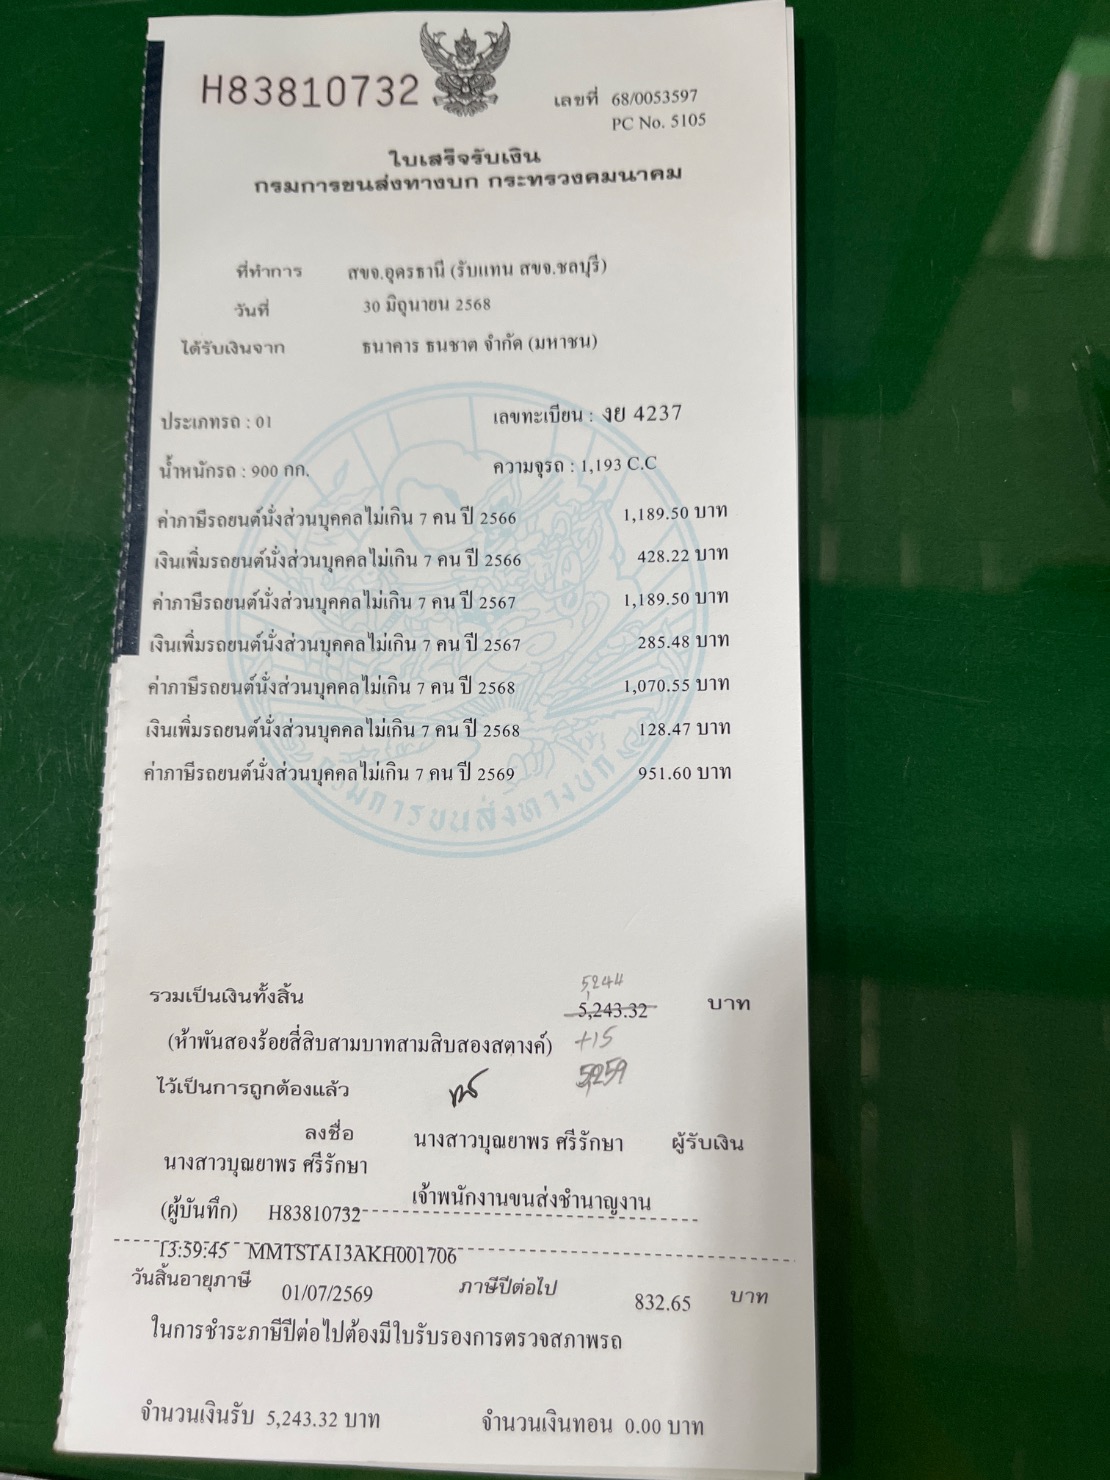 H83810732
เลขที่ 68/0053597
PC No. 5105
ใบเสร็จรับเงิน
กรมการขนส่งทางบก กระทรวงคมนาคม
ที่ทำการ สขจ.อุดรธานี (รับแทน สขจ.ชลบุรี)
วันที่ 30 มิถุนายน 2568
ได้รับเงินจาก ธนาคาร ธนชาต จำกัด (มหาชน)
ประเภทรถ : 01 เลขทะเบียน : งย 4237
น้ำหนักรถ : 900 กก. ความจุรถ : 1,193 C.C
ค่าภาษีรถยนต์นั่งส่วนบุคคลไม่เกิน 7 คน ปี 2566 1,189.50 บาท
เงินเพิ่มรถยนต์นั่งส่วนบุคคลไม่เกิน 7 คน ปี 2566 428.22 บาท
ค่าภาษีรถยนต์นั่งส่วนบุคคลไม่เกิน 7 คน ปี 2567 1,189.50 บาท
เงินเพิ่มรถยนต์นั่งส่วนบุคคลไม่เกิน 7 คน ปี 2567 285.48 บาท
ค่าภาษีรถยนต์นั่งส่วนบุคคลไม่เกิน 7 คน ปี 2568 1,070.55 บาท
เงินเพิ่มรถยนต์นั่งส่วนบุคคลไม่เกิน 7 คน ปี 2568 128.47 บาท
ค่าภาษีรถยนต์นั่งส่วนบุคคลไม่เกิน 7 คน ปี 2569 951.60 บาท
กรมการขนส่งทางบก
5,244
รวมเป็นเงินทั้งสิ้น 5,243.32 บาท
(ห้าพันสองร้อยสี่สิบสามบาทสามสิบสองสตางค์) +15
ไว้เป็นการถูกต้องแล้ว 5,259
ลงชื่อ นางสาวบุณยาพร ศรีรักษา ผู้รับเงิน
นางสาวบุณยาพร ศรีรักษา
เจ้าพนักงานขนส่งชำนาญงาน
(ผู้บันทึก) H83810732
13:59:45 MMTSTA13AKH001706
วันสิ้นอายุภาษี 01/07/2569 ภาษีปีต่อไป 832.65 บาท
ในการชำระภาษีปีต่อไปต้องมีใบรับรองการตรวจสภาพรถ
จำนวนเงินรับ 5,243.32 บาท จำนวนเงินทอน 0.00 บาท